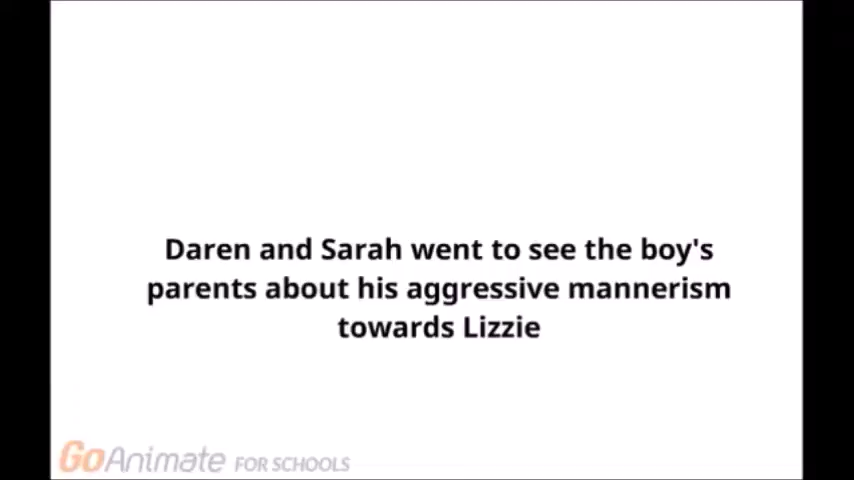 Daren and Sarah went to see the boy's
parents about his aggressive mannerism
towards Lizzie
GoAnimate FOR SCHOOLS